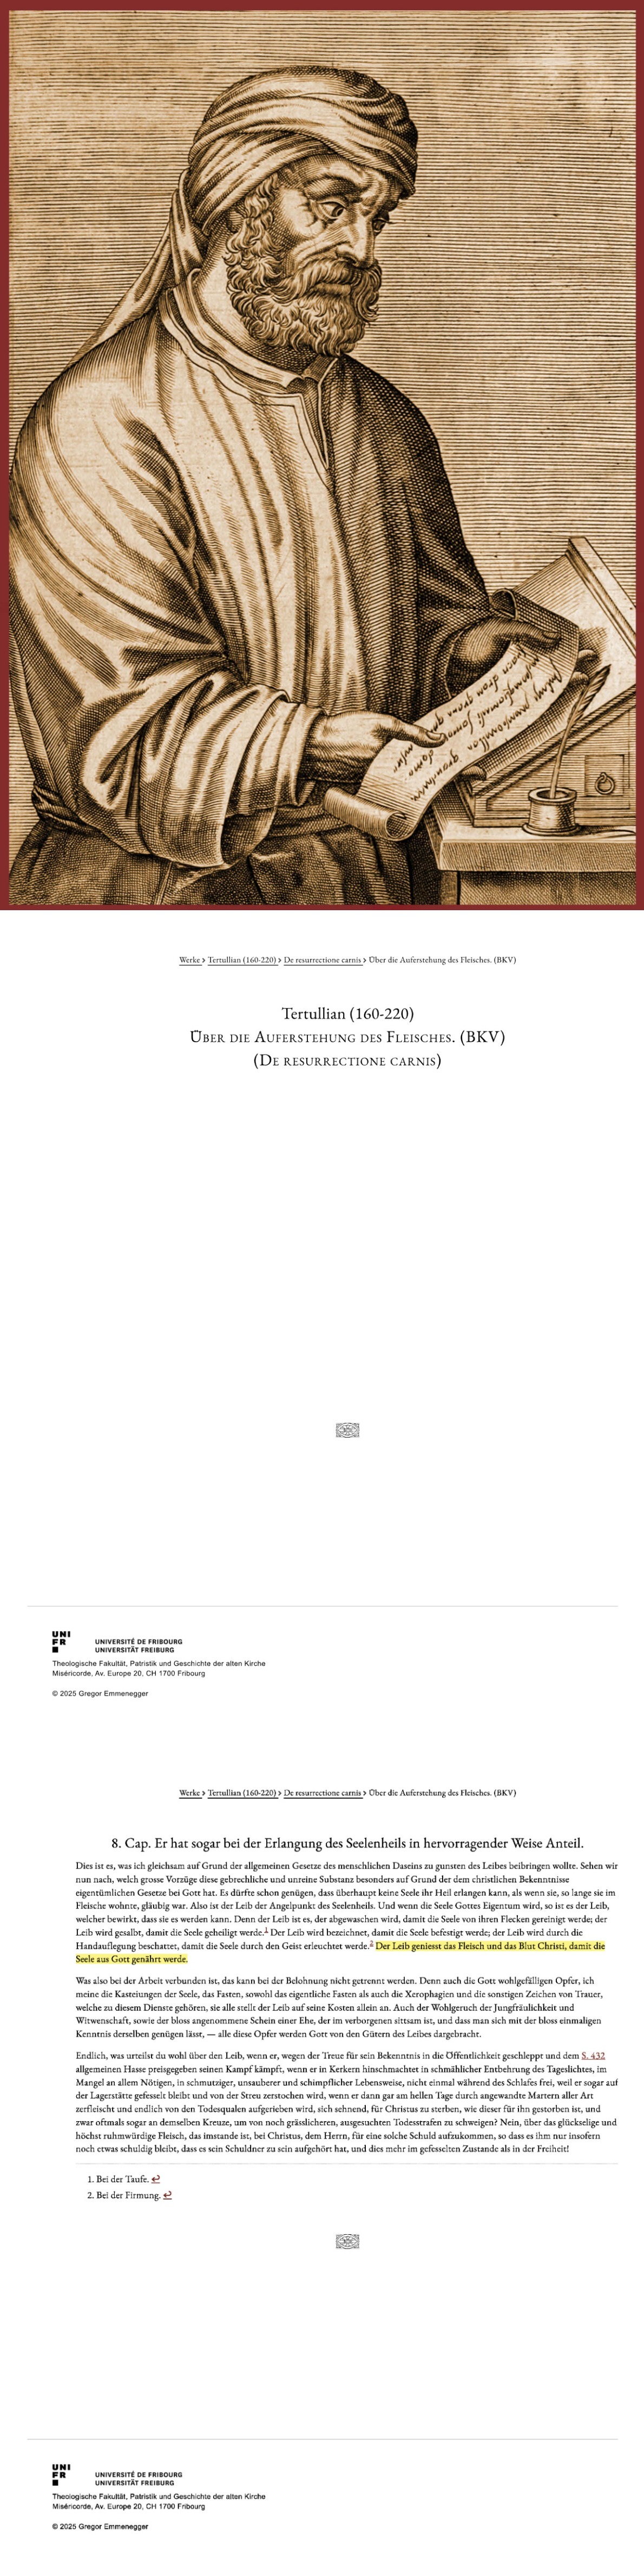 Werke › Tertullian (160-220) › De resurrectione carnis › Über die Auferstehung des Fleisches. (BKV)
Tertullian (160-220)
Über die Auferstehung des Fleisches. (BKV)
(De resurrectione carnis)
UNI
FR
UNIVERSITÉ DE FRIBOURG
UNIVERSITÄT FREIBURG
Theologische Fakultät, Patristik und Geschichte der alten Kirche
Miséricorde, Av. Europe 20, CH 1700 Fribourg
© 2025 Gregor Emmenegger
Werke › Tertullian (160-220) › De resurrectione carnis › Über die Auferstehung des Fleisches. (BKV)
8. Cap. Er hat sogar bei der Erlangung des Seelenheils in hervorragender Weise Anteil.
Dies ist es, was ich gleichsam auf Grund der allgemeinen Gesetze des menschlichen Daseins zu gunsten des Leibes beibringen wollte. Sehen wir
nun nach, welch grosse Vorzüge diese gebrechliche und unreine Substanz besonders auf Grund der dem christlichen Bekenntnisse
eigentümlichen Gesetze bei Gott hat. Es dürfte schon genügen, dass überhaupt keine Seele ihr Heil erlangen kann, als wenn sie, so lange sie im
Fleische wohnte, gläubig war. Also ist der Leib der Angelpunkt des Seelenheils. Und wenn die Seele Gottes Eigentum wird, so ist es der Leib,
welcher bewirkt, dass sie es werden kann. Denn der Leib ist es, der abgewaschen wird, damit die Seele von ihren Flecken gereinigt werde; der
Leib wird gesalbt, damit die Seele geheiligt werde.1 Der Leib wird bezeichnet, damit die Seele befestigt werde; der Leib wird durch die
Handauflegung beschattet, damit die Seele durch den Geist erleuchtet werde.2 Der Leib geniesst das Fleisch und das Blut Christi, damit die
Seele aus Gott genährt werde.
Was also bei der Arbeit verbunden ist, das kann bei der Belohnung nicht getrennt werden. Denn auch die Gott wohlgefälligen Opfer, ich
meine die Kasteiungen der Seele, das Fasten, sowohl das eigentliche Fasten als auch die Xerophagien und die sonstigen Zeichen von Trauer,
welche zu diesem Dienste gehören, sie alle stellt der Leib auf seine Kosten allein an. Auch der Wohlgeruch der Jungfräulichkeit und
Witwenschaft, sowie der bloss angenommene Schein einer Ehe, der im verborgenen sittsam ist, und dass man sich mit der bloss einmaligen
Kenntnis derselben genügen lässt, — alle diese Opfer werden Gott von den Gütern des Leibes dargebracht.
Endlich, was urteilst du wohl über den Leib, wenn er, wegen der Treue für sein Bekenntnis in die Öffentlichkeit geschleppt und dem S. 432
allgemeinen Hasse preisgegeben seinen Kampf kämpft, wenn er in Kerkern hinschmachtet in schmählicher Entbehrung des Tageslichtes, im
Mangel an allem Nötigen, in schmutziger, unsauberer und schimpflicher Lebensweise, nicht einmal während des Schlafes frei, weil er sogar auf
der Lagerstätte gefesselt bleibt und von der Streu zerstochen wird, wenn er dann gar am hellen Tage durch angewandte Martern aller Art
zerfleischt und endlich von den Todesqualen aufgerieben wird, sich sehnend, für Christus zu sterben, wie dieser für ihn gestorben ist, und
zwar oftmals sogar an demselben Kreuze, um von noch grässlicheren, ausgesuchten Todesstrafen zu schweigen? Nein, über das glückselige und
höchst ruhmwürdige Fleisch, das imstande ist, bei Christus, dem Herrn, für eine solche Schuld aufzukommen, so dass es ihm nur insofern
noch etwas schuldig bleibt, dass es sein Schuldner zu sein aufgehört hat, und dies mehr im gefesselten Zustande als in der Freiheit!
1. Bei der Taufe. ↩
2. Bei der Firmung. ↩
UNI
FR
UNIVERSITÉ DE FRIBOURG
UNIVERSITÄT FREIBURG
Theologische Fakultät, Patristik und Geschichte der alten Kirche
Miséricorde, Av. Europe 20, CH 1700 Fribourg
© 2025 Gregor Emmenegger